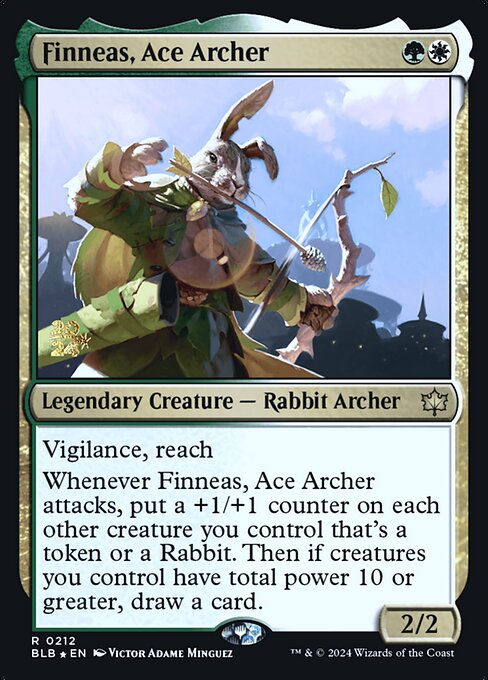 Finneas, Ace Archer
Legendary Creature — Rabbit Archer
Vigilance, reach
Whenever Finneas, Ace Archer
attacks, put a +1/+1 counter on each
other creature you control that's a
token or a Rabbit. Then if creatures
you control have total power 10 or
greater, draw a card.
2/2
R 0212
BLB ★ EN VICTOR ADAME MINGUEZ
™ & © 2024 Wizards of the Coast